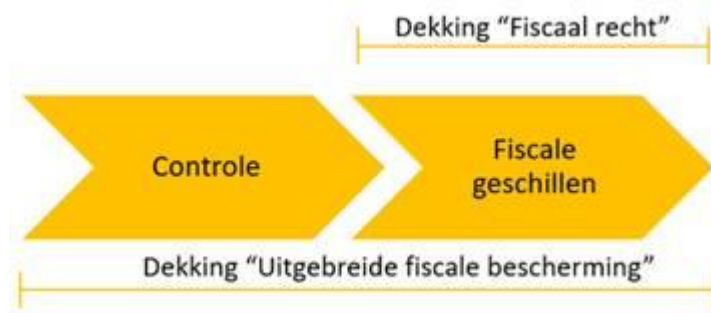 Dekking “Fiscaal recht”
Controle
Fiscale
geschillen
Dekking “Uitgebreide fiscale bescherming”